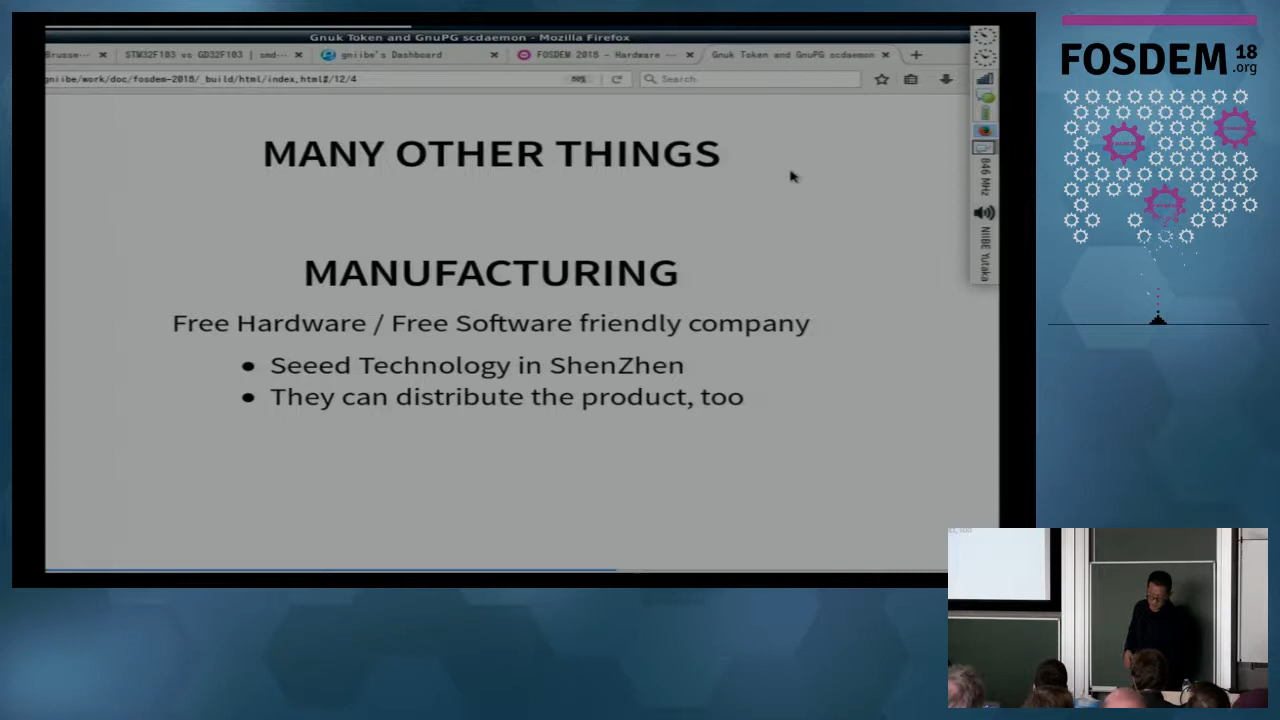 Gnuk Token and GnuPG scdaemon - Mozilla Firefox
Brusse··· STM32F103 vs GD32F103 | smd-··· gniibe's Dashboard FOSDEM 2018 - Hardware ··· Gnuk Token and GnuPG scdaemon
gniibe/work/doc/fosdem-2018/_build/html/index.html#/12/4 80% Search
MANY OTHER THINGS
MANUFACTURING
Free Hardware / Free Software friendly company
● Seeed Technology in ShenZhen
● They can distribute the product, too
846 MHz
NIIBE Yutaka
FOSDEM 18
.org